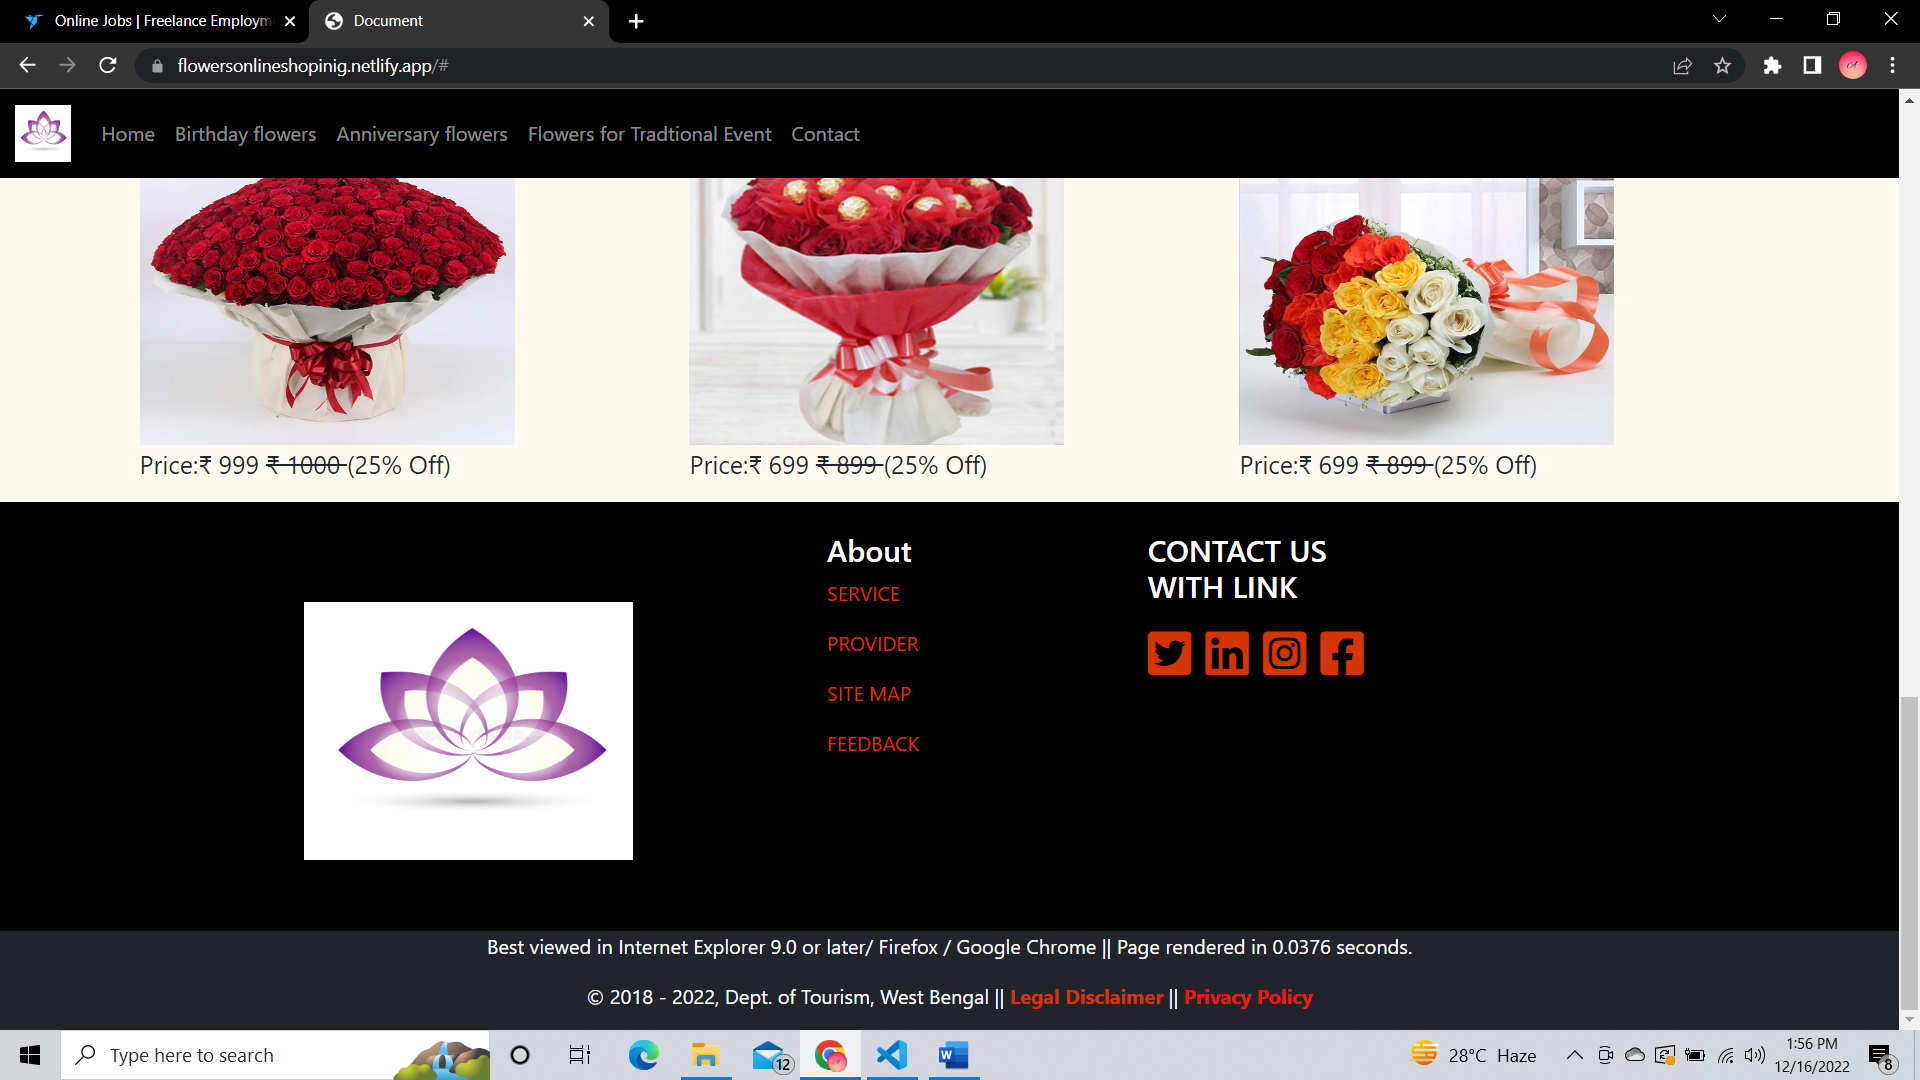 Online Jobs | Freelance Employm
Document
flowersonlineshopinig.netlify.app/#
Home Birthday flowers Anniversary flowers Flowers for Tradtional Event Contact
Price:₹ 999 ₹ 1000 (25% Off)
Price:₹ 699 ₹ 899 (25% Off)
Price:₹ 699 ₹ 899 (25% Off)
About
SERVICE
PROVIDER
SITE MAP
FEEDBACK
CONTACT US
WITH LINK
Best viewed in Internet Explorer 9.0 or later/ Firefox / Google Chrome || Page rendered in 0.0376 seconds.
© 2018 - 2022, Dept. of Tourism, West Bengal || Legal Disclaimer || Privacy Policy
Type here to search
12
28°C Haze
1:56 PM
12/16/2022
8